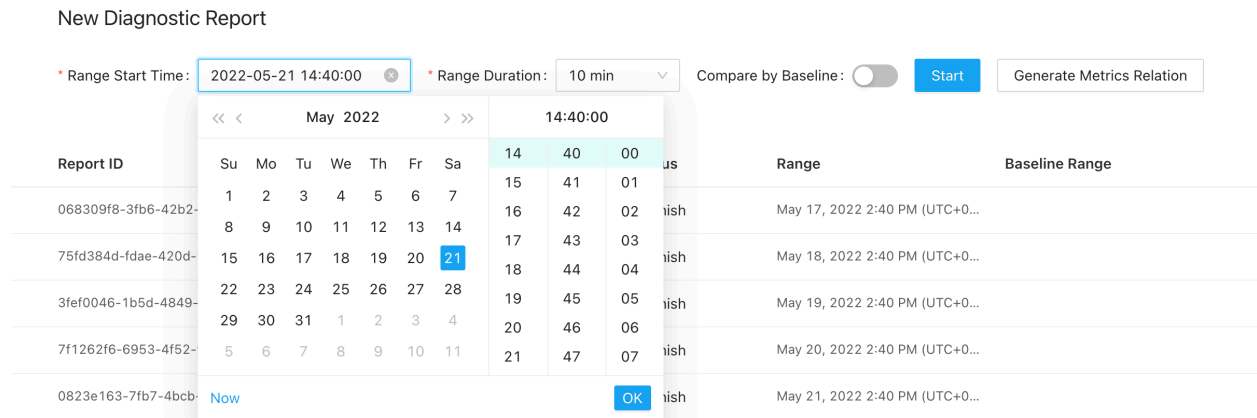 New Diagnostic Report
* Range Start Time : 2022-05-21 14:40:00 * Range Duration : 10 min Compare by Baseline : Start Generate Metrics Relation
May 2022 14:40:00
Report ID Range Baseline Range
Su Mo Tu We Th Fr Sa
14 40 00
15 41 01
16 42 02
17 43 03
18 44 04
19 45 05
20 46 06
21 47 07
1 2 3 4 5 6 7
8 9 10 11 12 13 14
15 16 17 18 19 20 21
22 23 24 25 26 27 28
29 30 31 1 2 3 4
5 6 7 8 9 10 11
Now OK
068309f8-3fb6-42b2- May 17, 2022 2:40 PM (UTC+0...
75fd384d-fdae-420d- May 18, 2022 2:40 PM (UTC+0...
3fef0046-1b5d-4849- May 19, 2022 2:40 PM (UTC+0...
7f1262f6-6953-4f52- May 20, 2022 2:40 PM (UTC+0...
0823e163-7fb7-4bcb- May 21, 2022 2:40 PM (UTC+0...